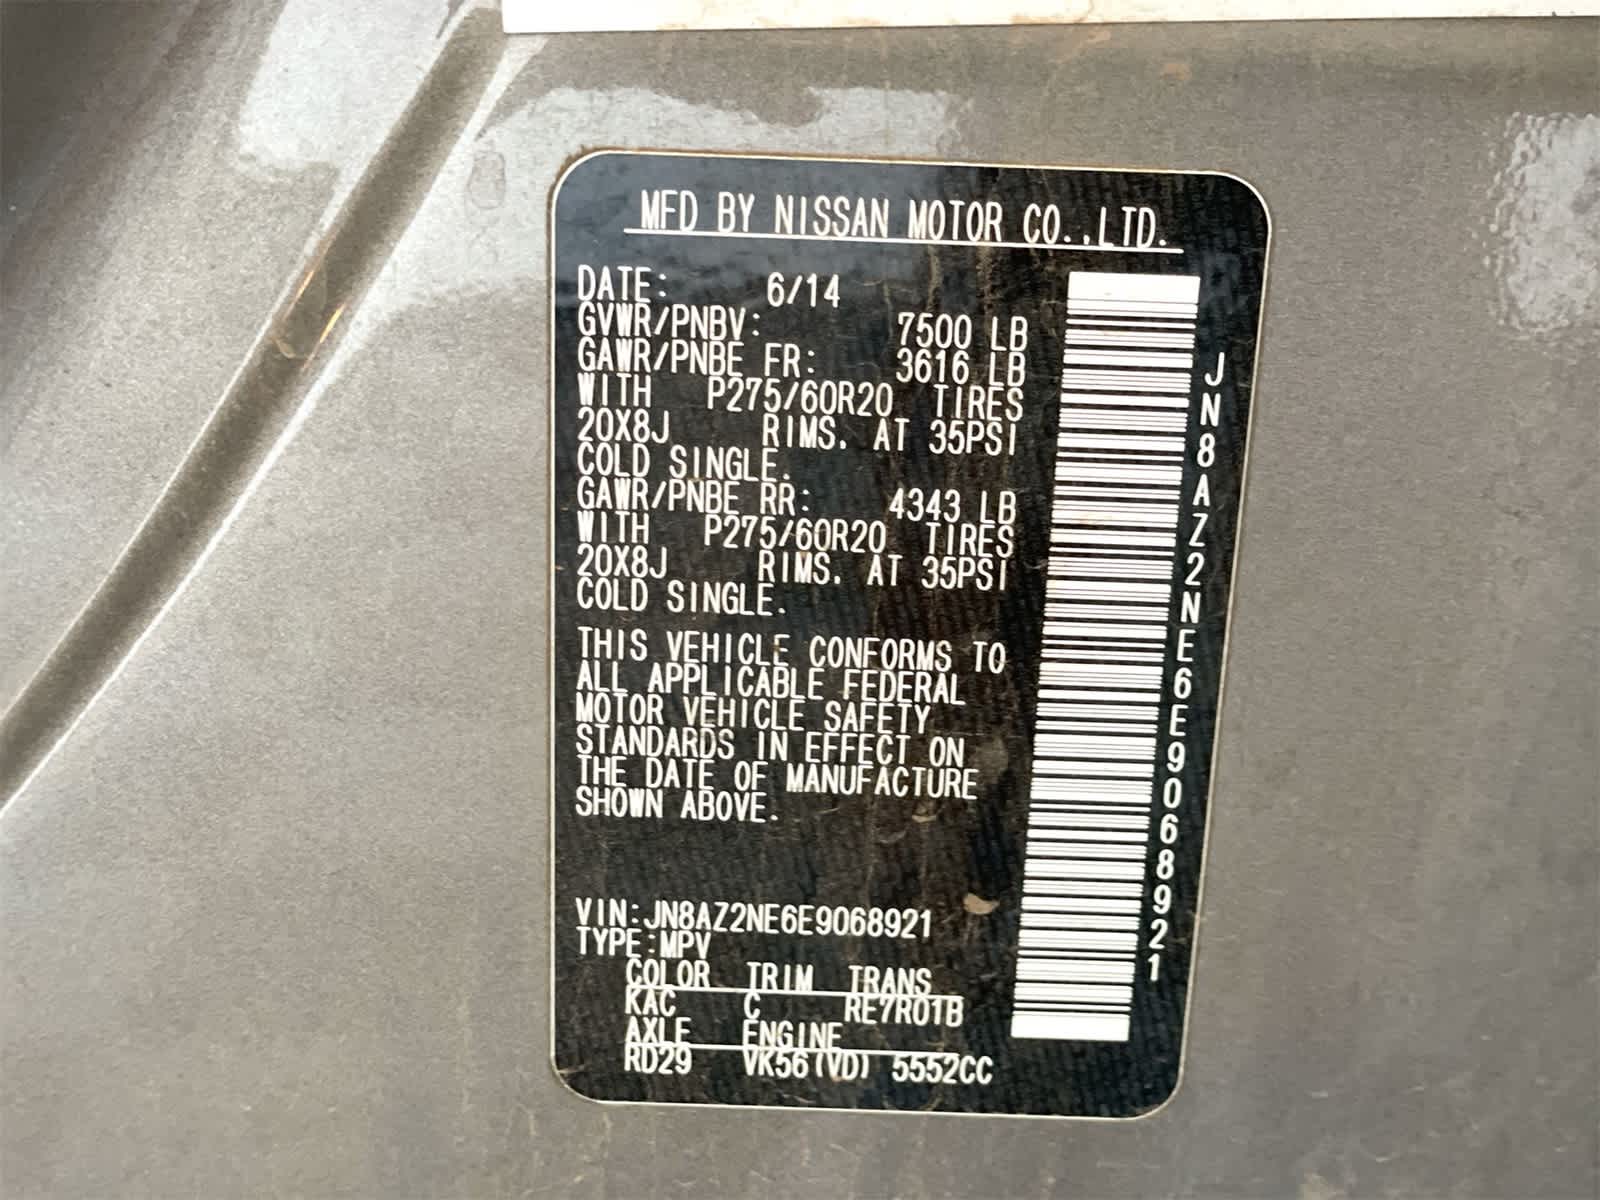 MFD BY NISSAN MOTOR CO.,LTD.
DATE: 6/14
GVWR/PNBV: 7500 LB
GAWR/PNBE FR: 3616 LB
WITH P275/60R20 TIRES
20X8J RIMS. AT 35PSI
COLD SINGLE.
GAWR/PNBE RR: 4343 LB
WITH P275/60R20 TIRES
20X8J RIMS. AT 35PSI
COLD SINGLE.
THIS VEHICLE CONFORMS TO
ALL APPLICABLE FEDERAL
MOTOR VEHICLE SAFETY
STANDARDS IN EFFECT ON
THE DATE OF MANUFACTURE
SHOWN ABOVE.
VIN:JN8AZ2NE6E9068921
TYPE:MPV
COLOR TRIM TRANS
KAC C RE7R01B
AXLE ENGINE
RD29 VK56(VD) 5552CC
JN8AZ2NE6E9068921